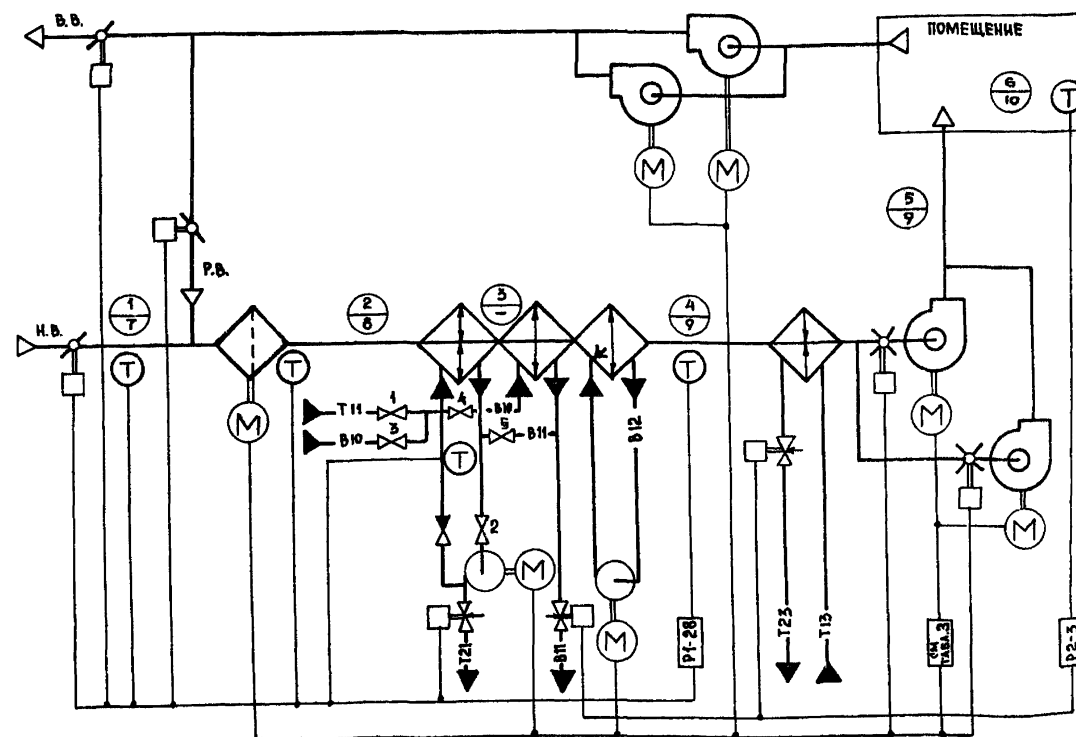 В.В.
ПОМЕЩЕНИЕ
6
10
Т
М
М
5
9
Р.В.
Н.В.
1
7
2
8
3
–
4
9
Т
Т
Т
М
Т11
1
4
В10
В10
3
5
В11
В12
Т
М
2
М
М
М
Т21
В11
Р1-28
Т23
Т13
СМ.
ТАБЛ.3
Р2-3